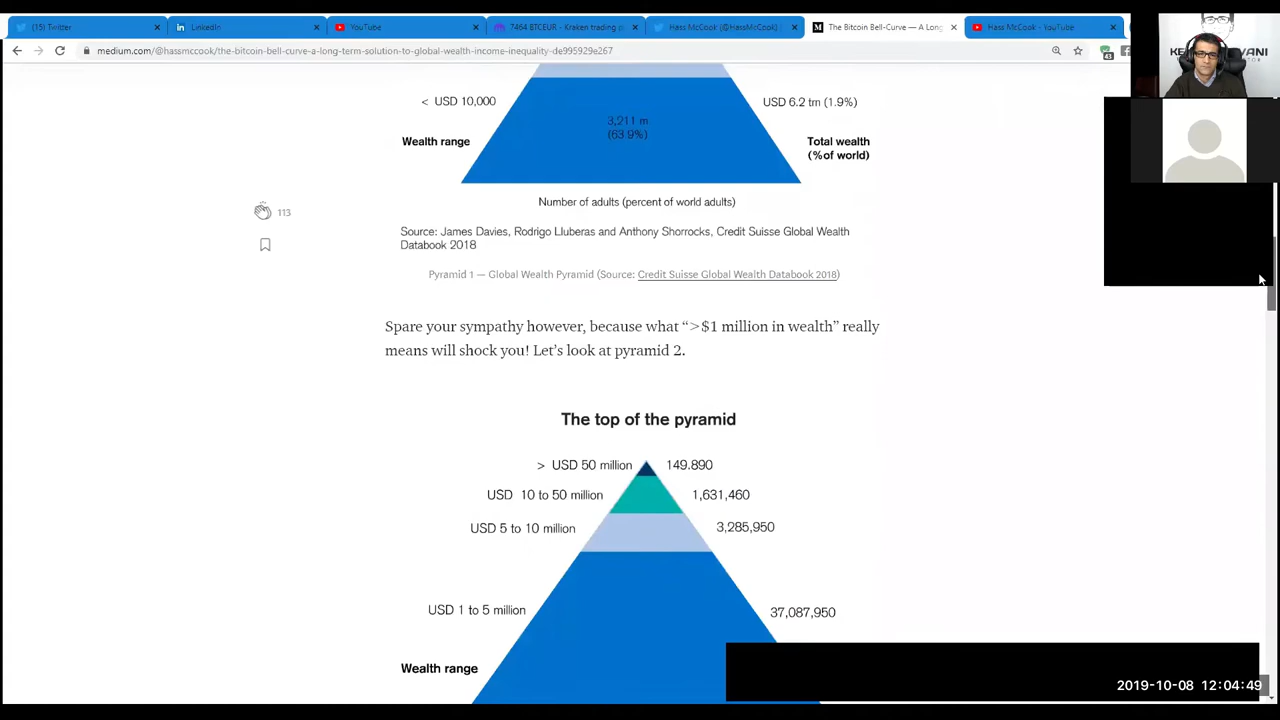 (15) Twitter
LinkedIn
YouTube
7464 BTCEUR - Kraken trading p
Hass McCook (@HassMcCook)
The Bitcoin Bell-Curve — A Lon
Hass McCook - YouTube
medium.com/@hassmccook/the-bitcoin-bell-curve-a-long-term-solution-to-global-wealth-income-inequality-de995929e267
43
< USD 10,000
USD 6.2 trn (1.9%)
3,211 m
(63.9%)
Wealth range
Total wealth
(%of world)
Number of adults (percent of world adults)
113
Source: James Davies, Rodrigo Lluberas and Anthony Shorrocks, Credit Suisse Global Wealth
Databook 2018
Pyramid 1 — Global Wealth Pyramid (Source: Credit Suisse Global Wealth Databook 2018)
Spare your sympathy however, because what “>$1 million in wealth” really
means will shock you! Let’s look at pyramid 2.
The top of the pyramid
> USD 50 million 149.890
USD 10 to 50 million 1,631,460
USD 5 to 10 million 3,285,950
USD 1 to 5 million 37,087,950
Wealth range
2019-10-08 12:04:49